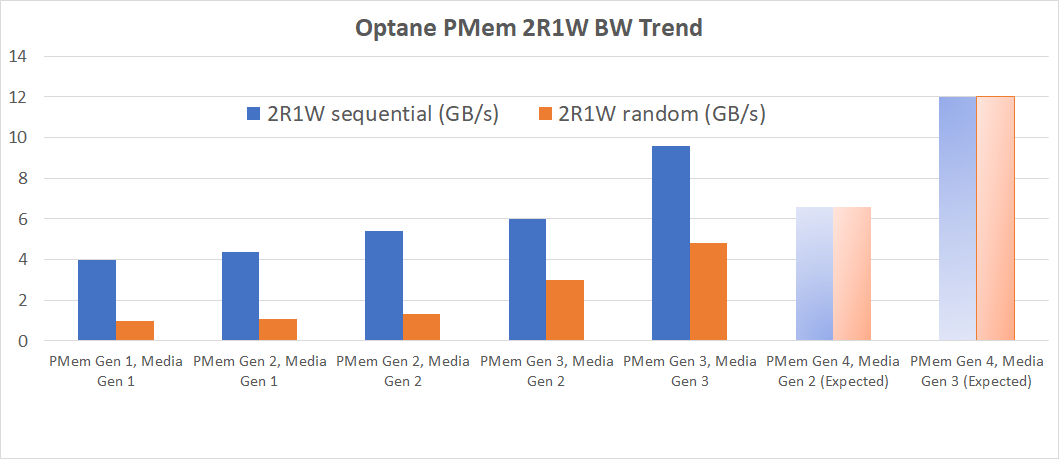 Optane PMem 2R1W BW Trend
14
12
10
8
6
4
2
0
2R1W sequential (GB/s)
2R1W random (GB/s)
PMem Gen 1, Media
Gen 1
PMem Gen 2, Media
Gen 1
PMem Gen 2, Media
Gen 2
PMem Gen 3, Media
Gen 2
PMem Gen 3, Media
Gen 3
PMem Gen 4, Media
Gen 2 (Expected)
PMem Gen 4, Media
Gen 3 (Expected)